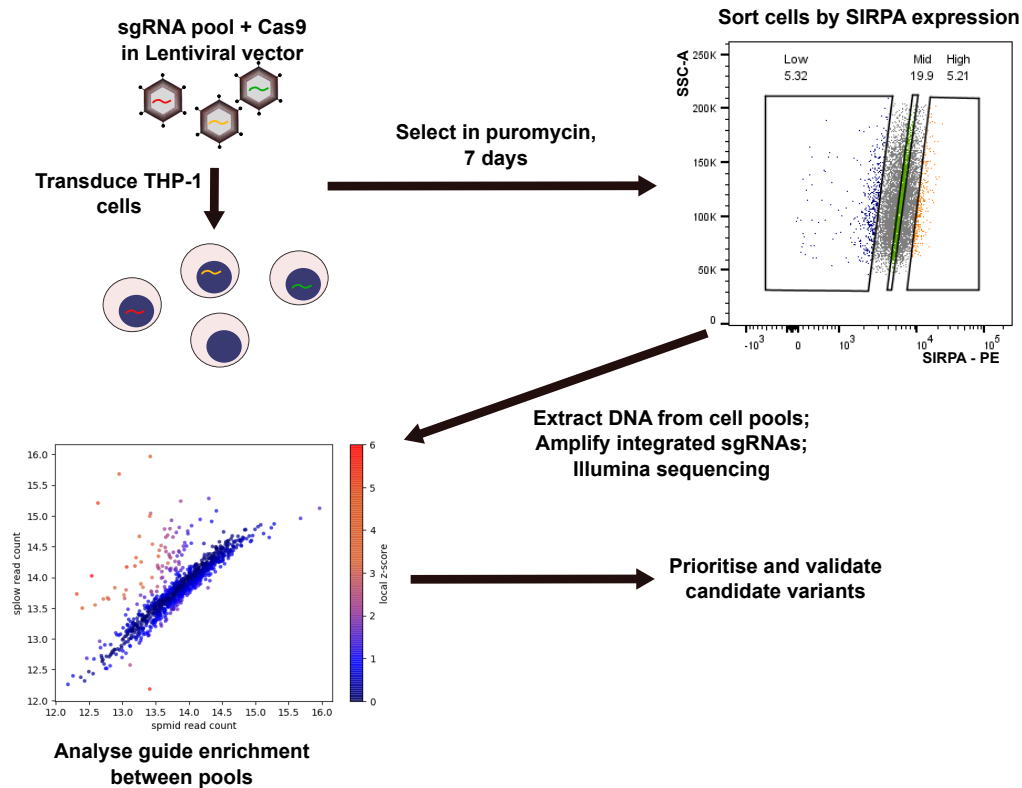 sgRNA pool + Cas9
in Lentiviral vector
Transduce THP-1
cells
Select in puromycin,
7 days
Sort cells by SIRPA expression
SSC-A
250K
200K
150K
100K
50K
0
Low
5.32
Mid
19.9
High
5.21
-10³
0
10³
10⁴
10⁵
SIRPA - PE
Extract DNA from cell pools;
Amplify integrated sgRNAs;
Illumina sequencing
splow read count
16.0
15.5
15.0
14.5
14.0
13.5
13.0
12.5
12.0
12.0 12.5 13.0 13.5 14.0 14.5 15.0 15.5 16.0
spmid read count
6
5
4
3
2
1
0
local z-score
Analyse guide enrichment
between pools
Prioritise and validate
candidate variants